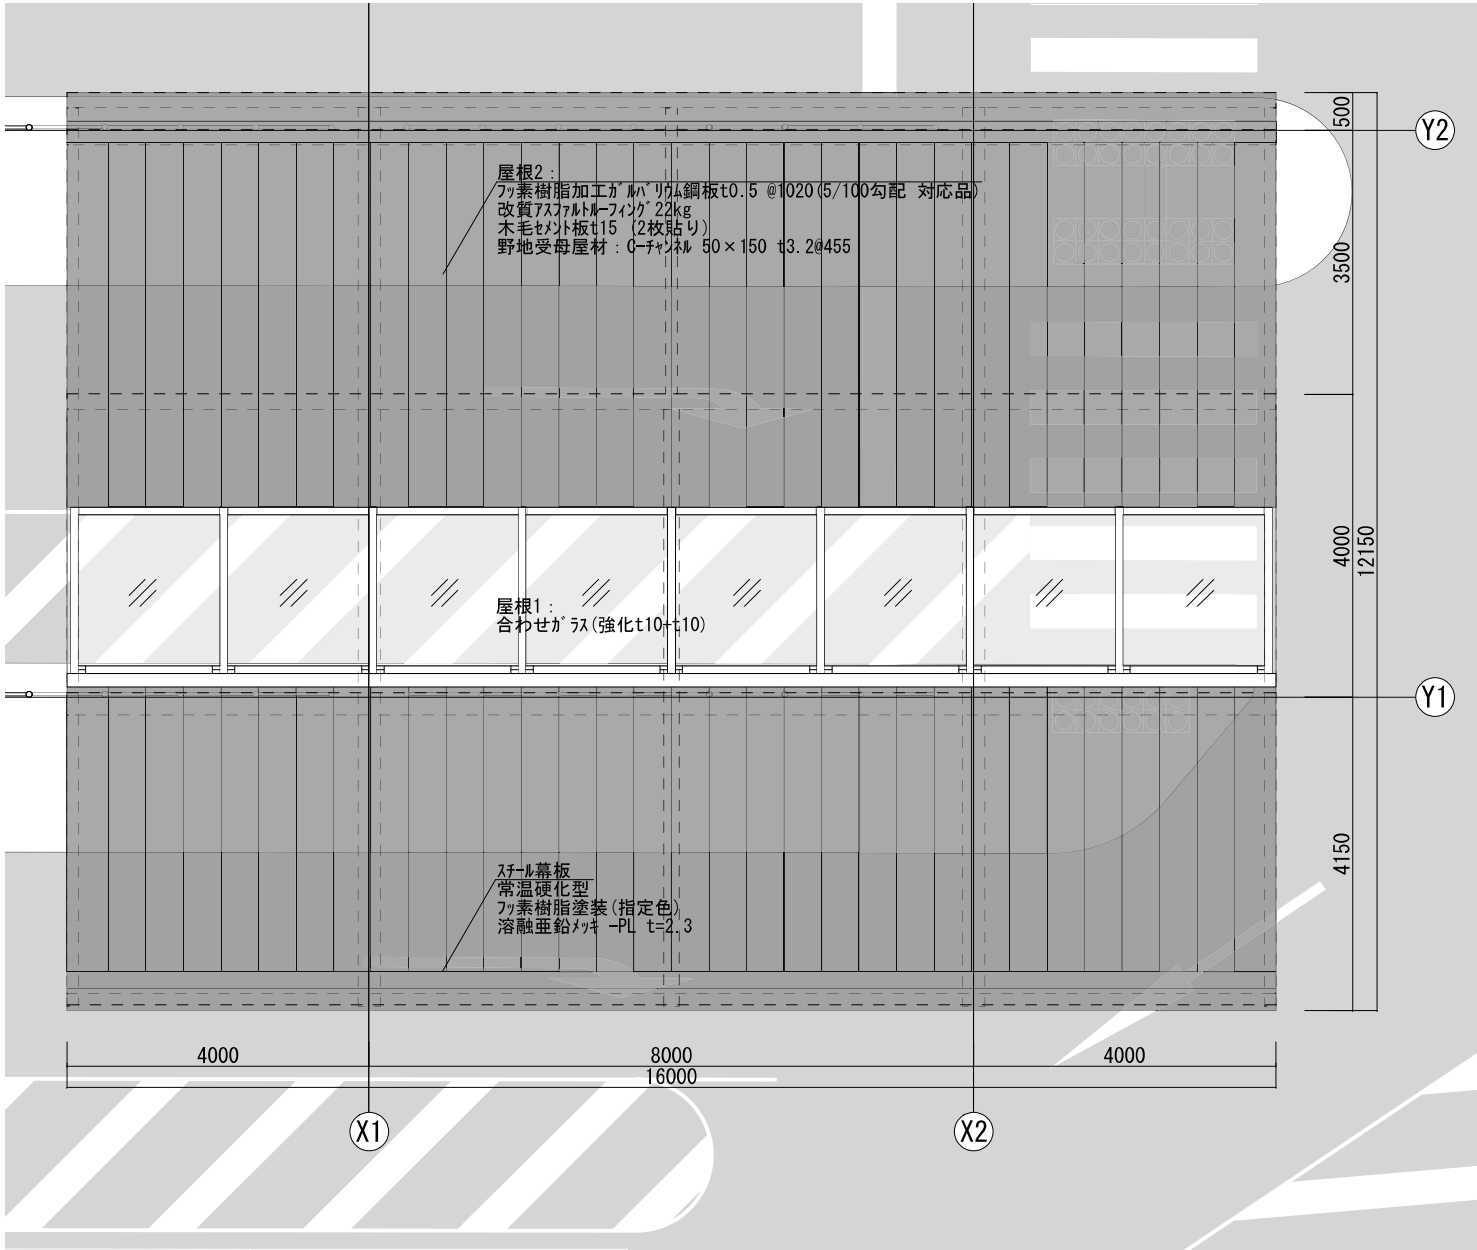 500
Y2
屋根2：
フッ素樹脂加工ガルバリウム鋼板t0.5 @1020(5/100勾配 対応品)
改質アスファルトルーフィング 22kg
木毛セメント板t15 (2枚貼り)
野地受母屋材：C-チャンネル 50×150 t3.2@455
3500
4000
12150
屋根1：
合わせガラス(強化t10+t10)
Y1
4150
スチール幕板
常温硬化型
フッ素樹脂塗装(指定色)
溶融亜鉛メッキ -PL t=2.3
4000
8000
4000
16000
X1
X2